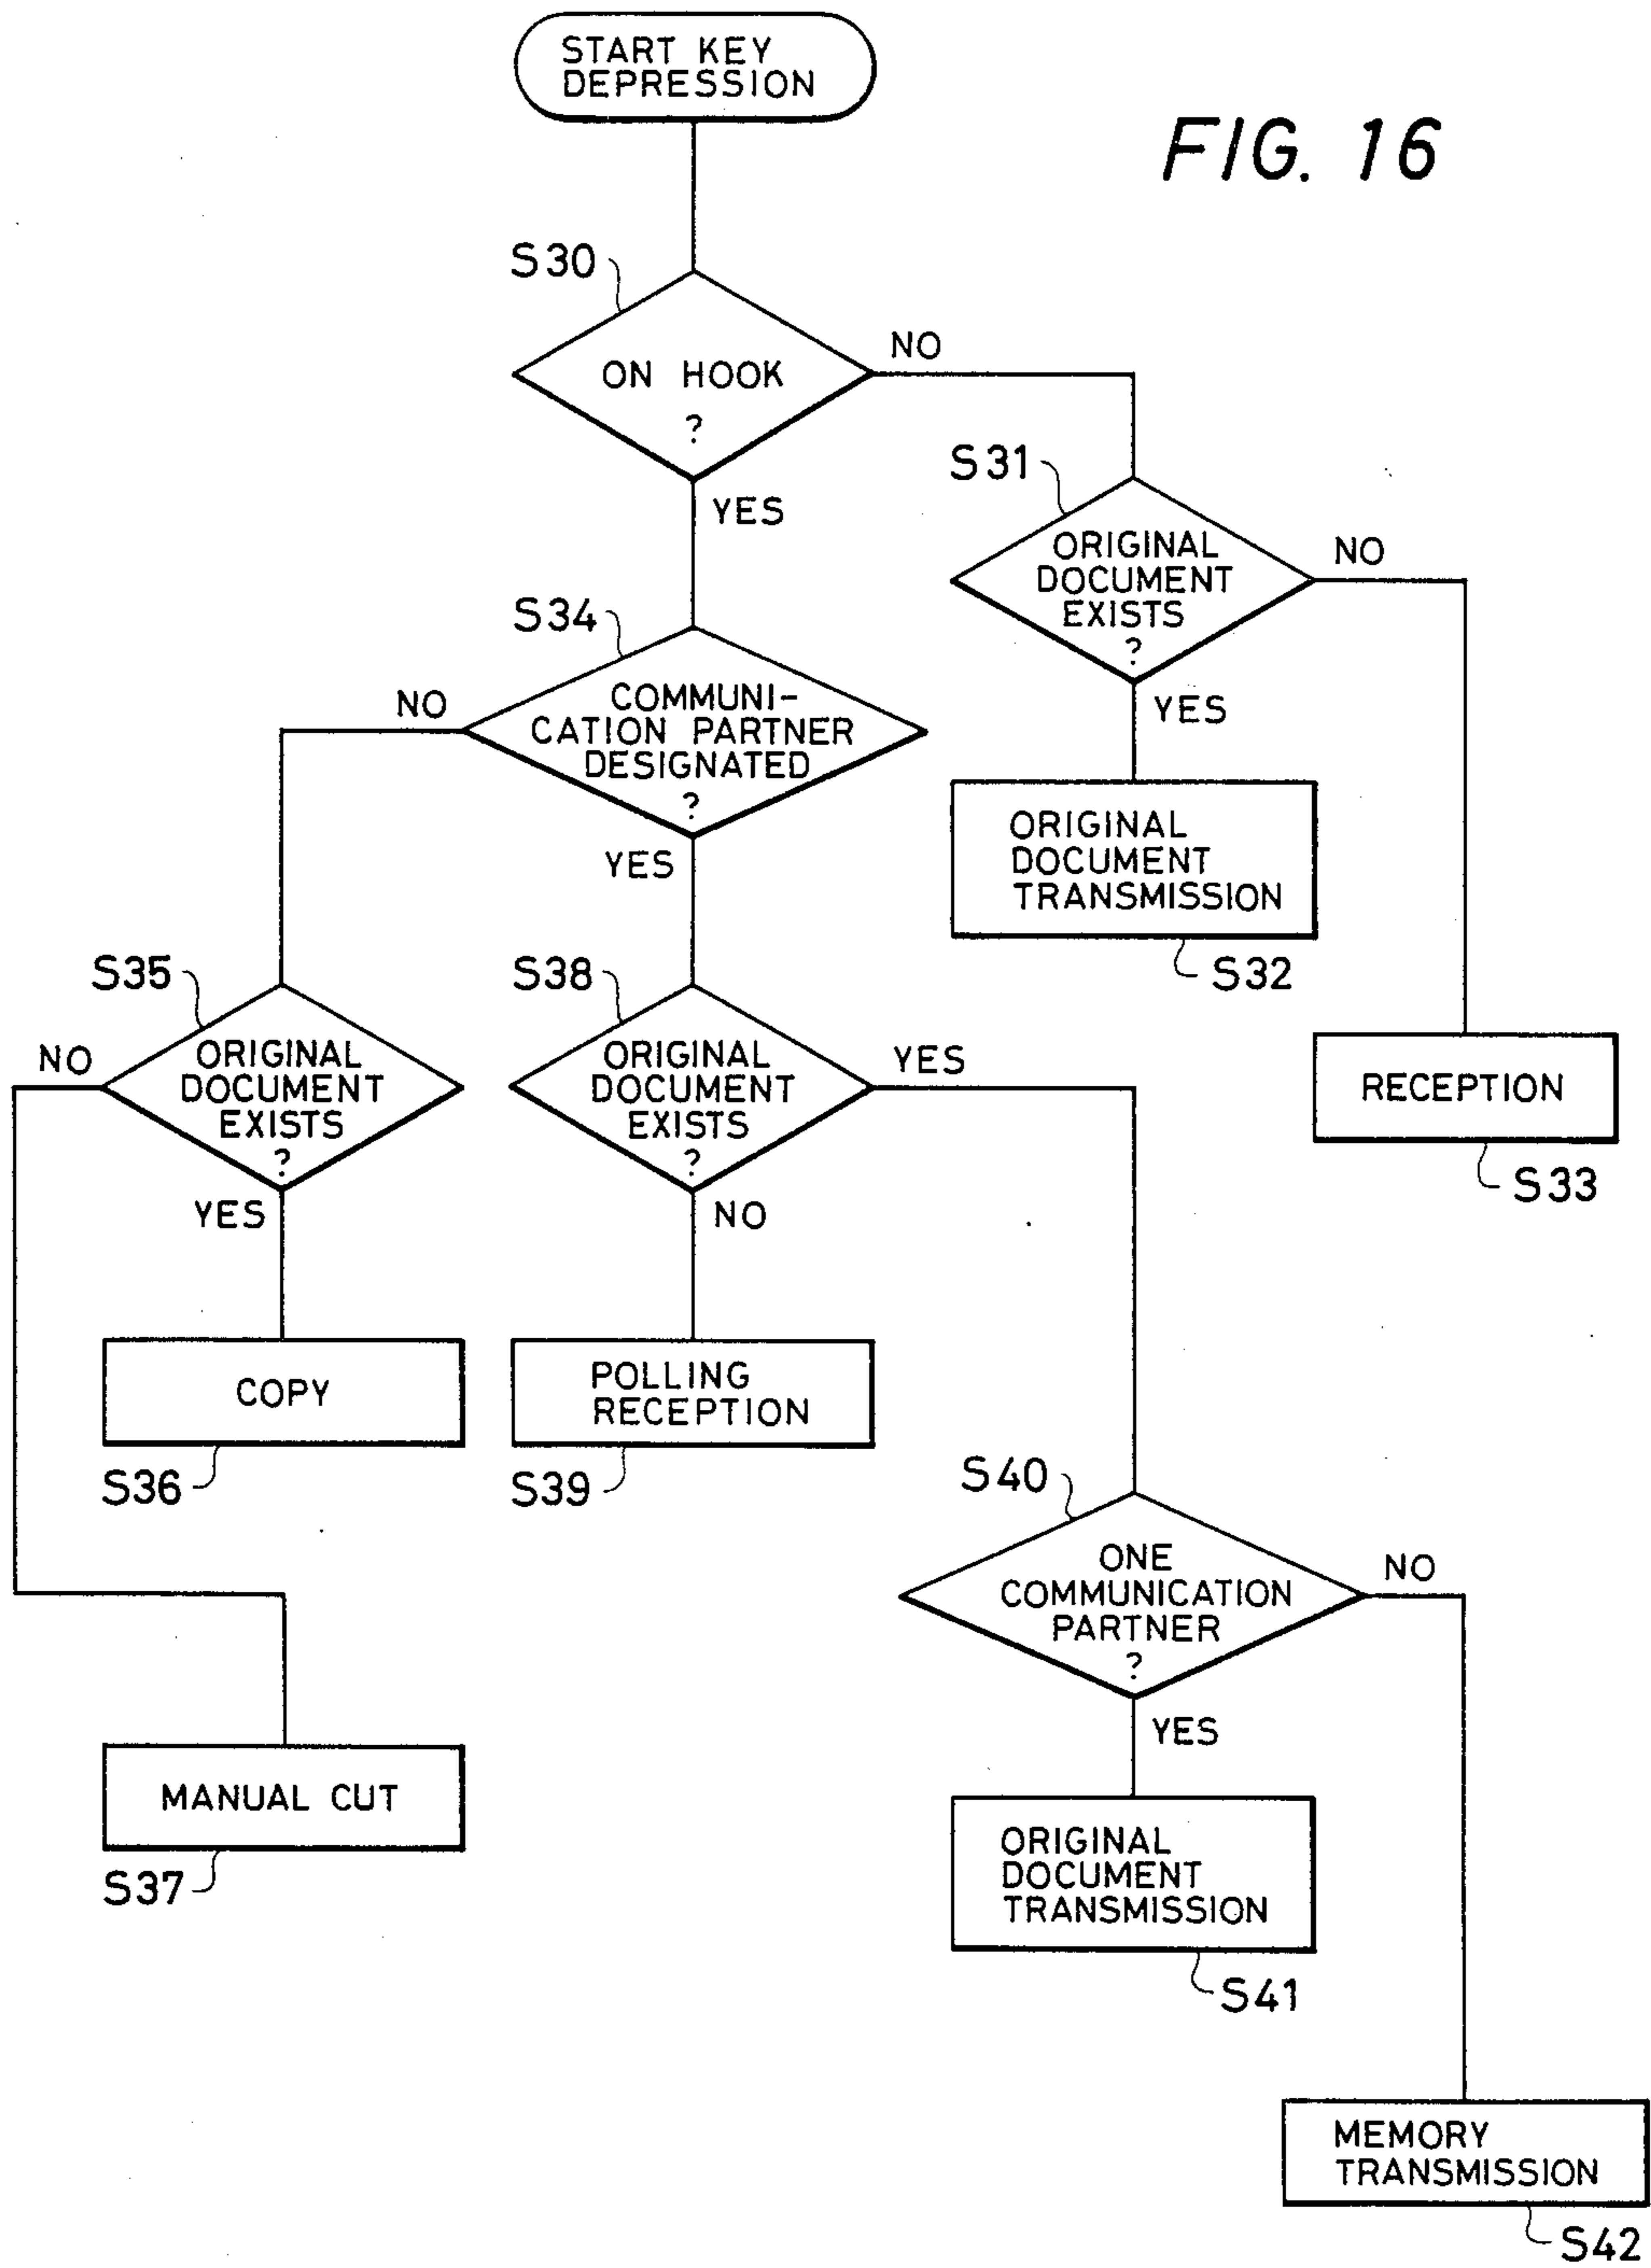 START KEY
DEPRESSION
FIG. 16
S30
ON HOOK
?
NO
YES
S31
ORIGINAL
DOCUMENT
EXISTS
?
NO
YES
S34
COMMUNI-
CATION PARTNER
DESIGNATED
?
NO
YES
ORIGINAL
DOCUMENT
TRANSMISSION
S32
S35
ORIGINAL
DOCUMENT
EXISTS
?
NO
YES
S38
ORIGINAL
DOCUMENT
EXISTS
?
YES
NO
RECEPTION
S33
COPY
S36
POLLING
RECEPTION
S39
S40
ONE
COMMUNICATION
PARTNER
?
NO
YES
MANUAL CUT
S37
ORIGINAL
DOCUMENT
TRANSMISSION
S41
MEMORY
TRANSMISSION
S42